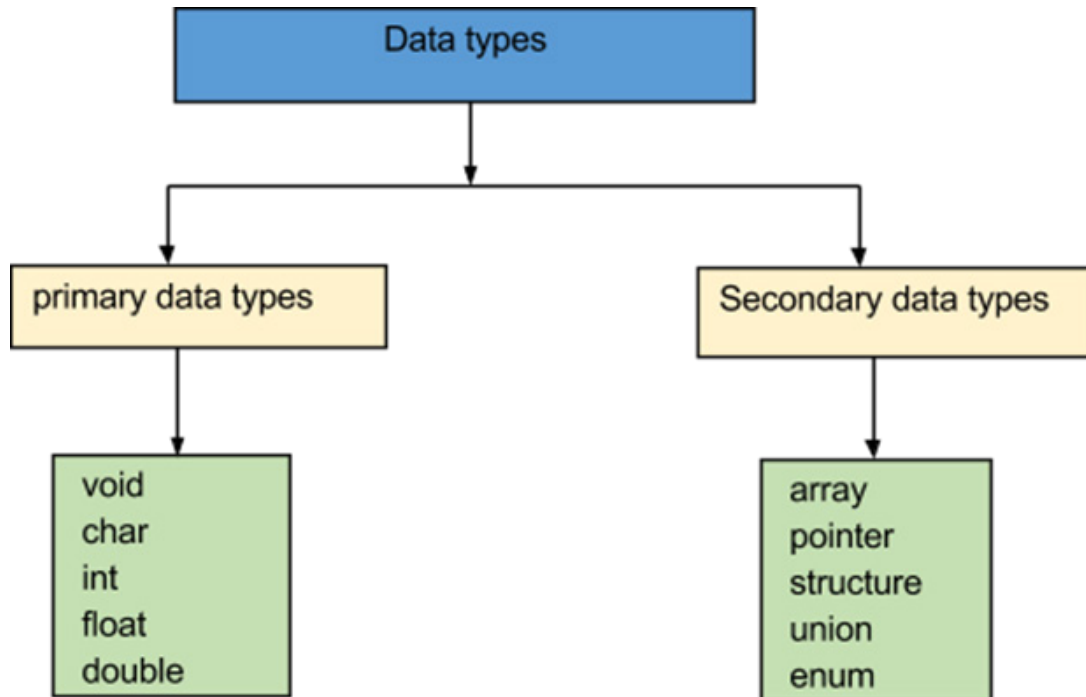 Data types
primary data types
Secondary data types
void
char
int
float
double
array
pointer
structure
union
enum